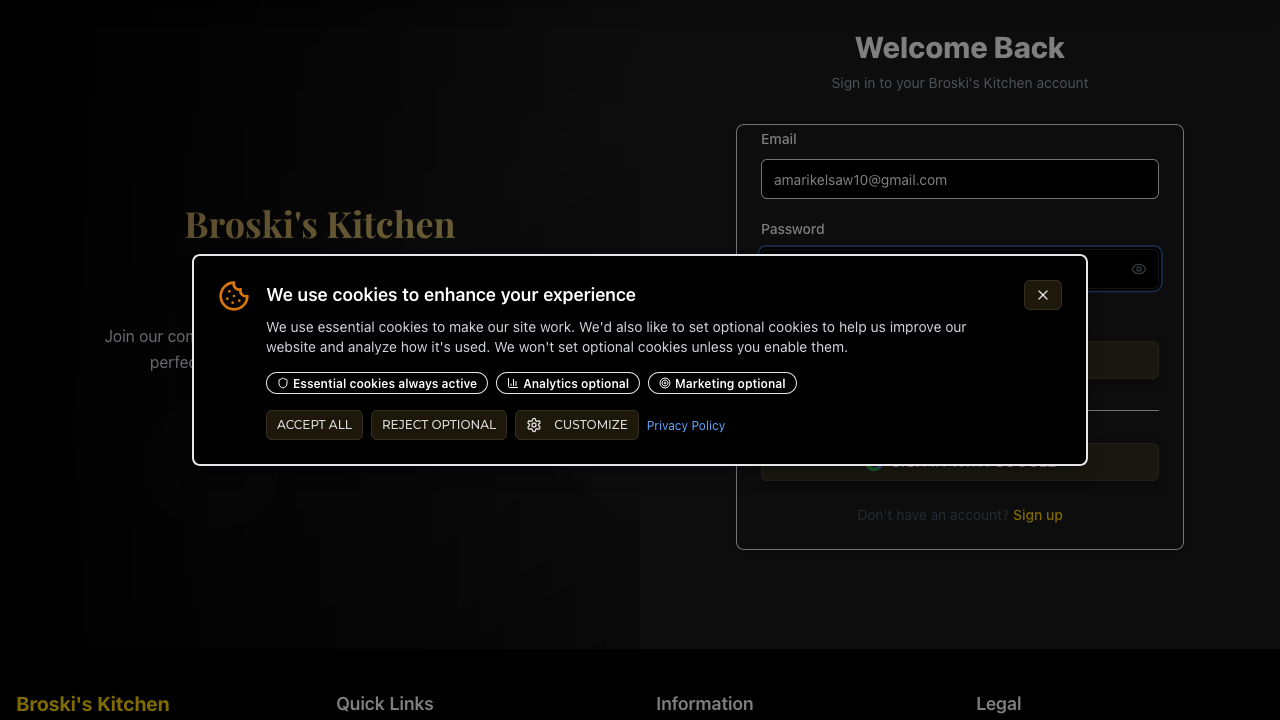 Welcome Back
Sign in to your Broski's Kitchen account
Email
amarikelsaw10@gmail.com
Password
Broski's Kitchen
Join our con
perfec
We use cookies to enhance your experience
We use essential cookies to make our site work. We'd also like to set optional cookies to help us improve our
website and analyze how it's used. We won't set optional cookies unless you enable them.
Essential cookies always active
Analytics optional
Marketing optional
ACCEPT ALL
REJECT OPTIONAL
CUSTOMIZE
Privacy Policy
Don't have an account? Sign up
Broski's Kitchen
Quick Links
Information
Legal